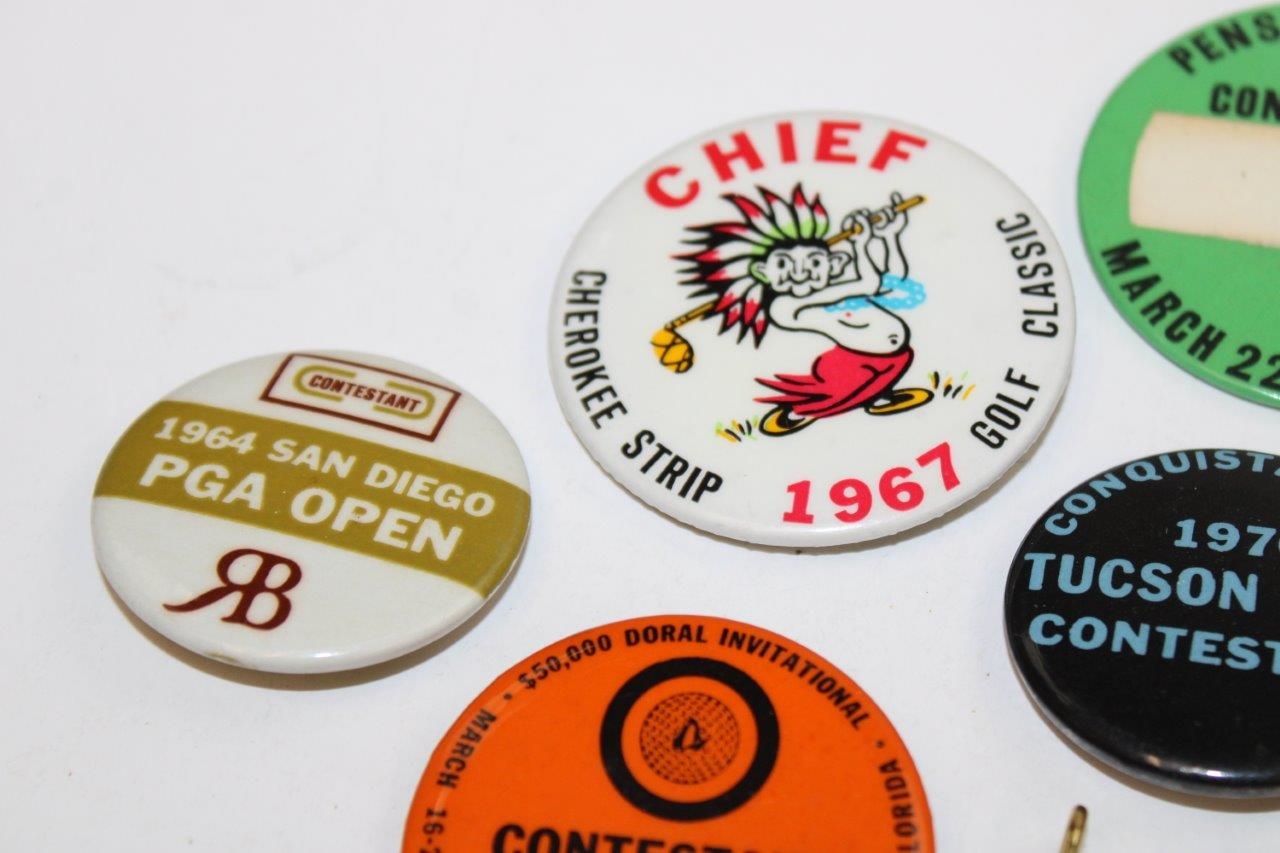 CHIEF
CHEROKEE STRIP
GOLF CLASSIC
1967
CONTESTANT
1964 SAN DIEGO
PGA OPEN
RB
MARCH 22
TUCSON
$50,000 DORAL INVITATIONAL
MARCH 16-